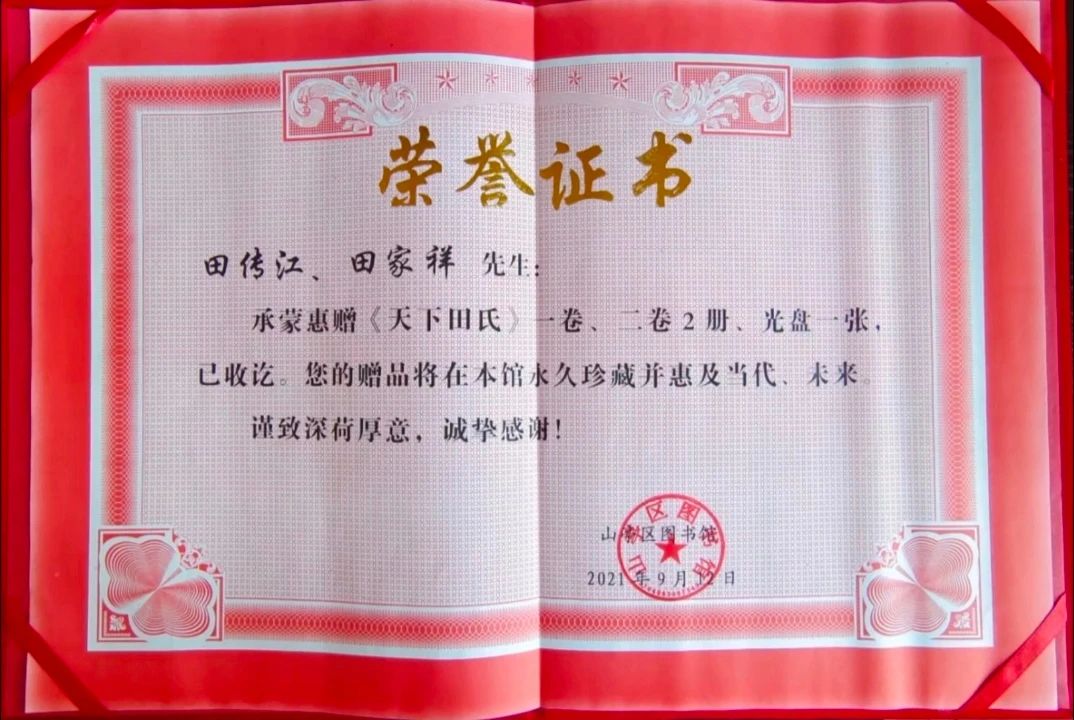 荣誉证书
田传江、田家祥 先生:
承蒙惠赠《天下田氏》一卷、二卷2册、光盘一张,
已收讫。您的赠品将在本馆永久珍藏并惠及当代、未来。
谨致深荷厚意,诚挚感谢!
山亭区图书馆
2021年9月12日